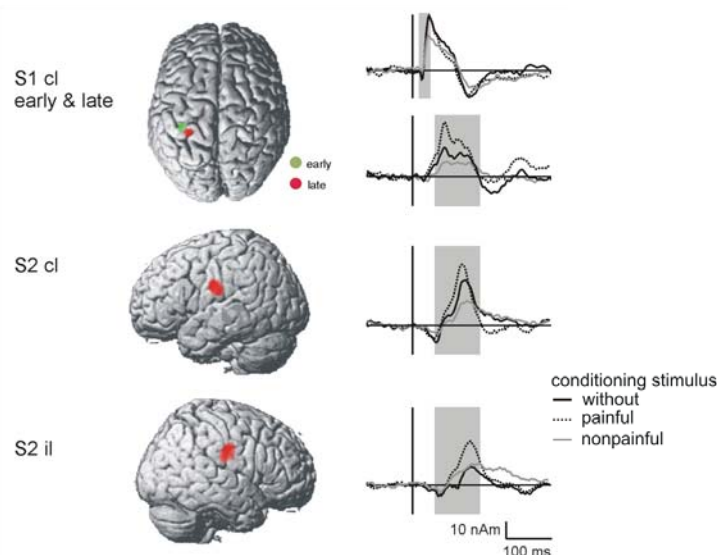 S1 cl
early & late
early
late
S2 cl
conditioning stimulus
without
painful
nonpainful
S2 il
10 nAm
100 ms